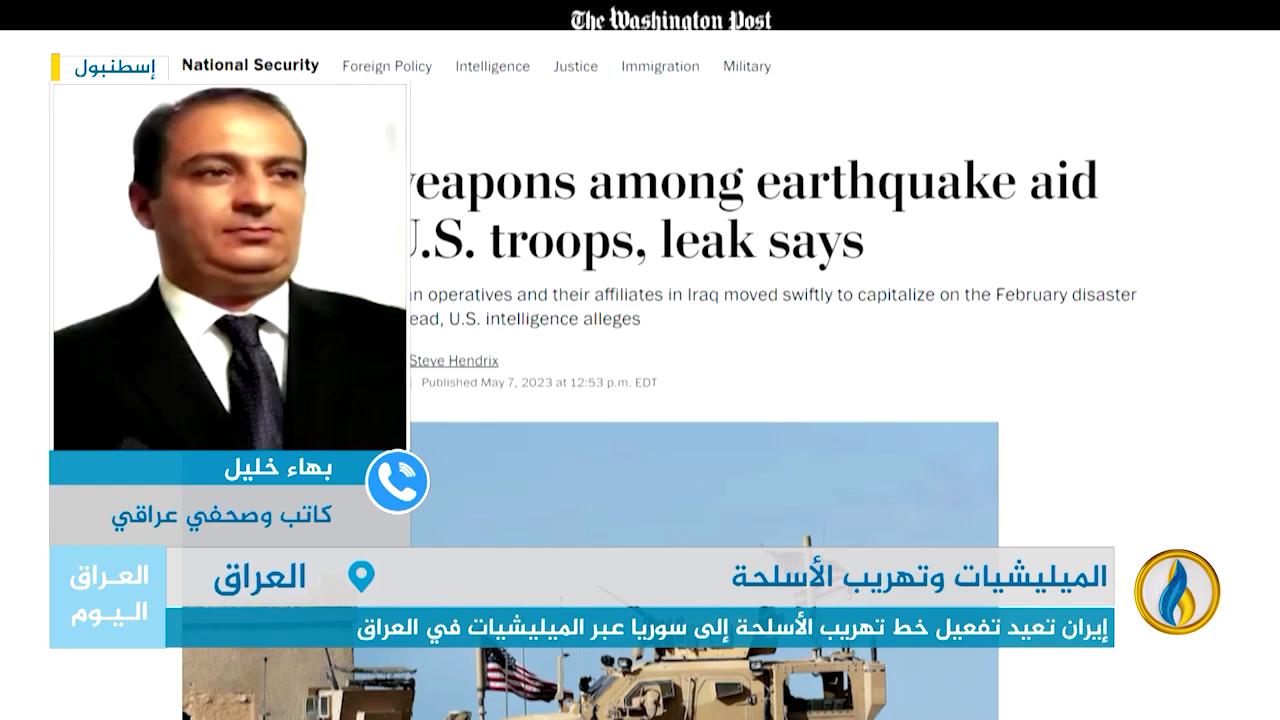 The Washington Post
إسطنبول
National Security Foreign Policy Intelligence Justice Immigration Military
weapons among earthquake aid
U.S. troops, leak says
operatives and their affiliates in Iraq moved swiftly to capitalize on the February disaster
U.S. intelligence alleges
Steve Hendrix
Published May 7, 2023 at 12:53 p.m. EDT
بهاء خليل
كاتب وصحفي عراقي
الميليشيات وتهريب الأسلحة
العراق
إيران تعيد تفعيل خط تهريب الأسلحة إلى سوريا عبر الميليشيات في العراق
العراق
اليوم